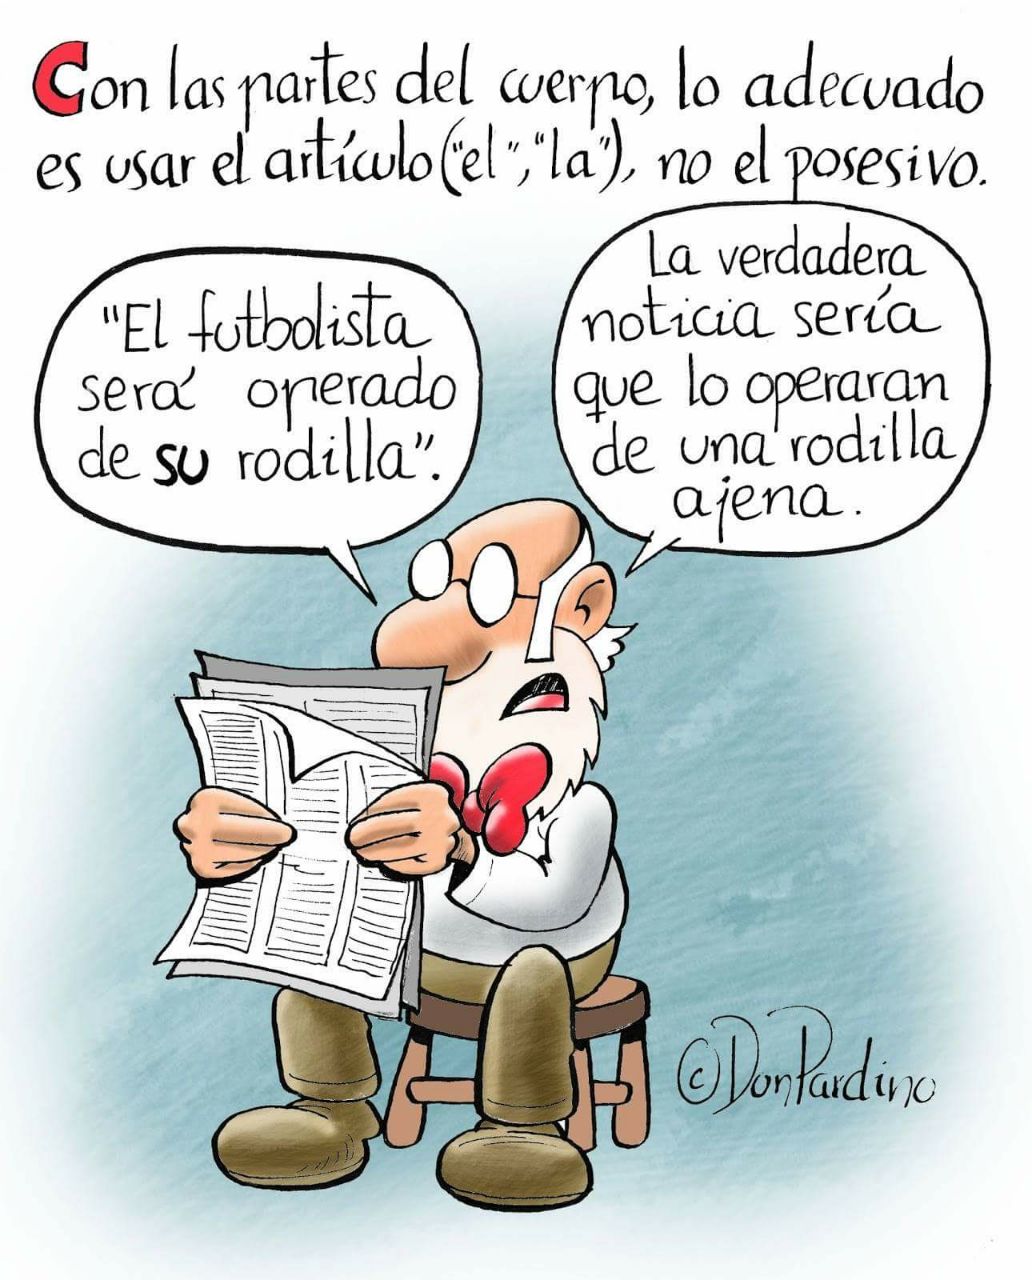 Con las partes del cuerpo, lo adecuado
es usar el artículo ("el", "la"), no el posesivo.
"El futbolista
será operado
de su rodilla".
La verdadera
noticia sería
que lo operaran
de una rodilla
ajena.
©DonPardino